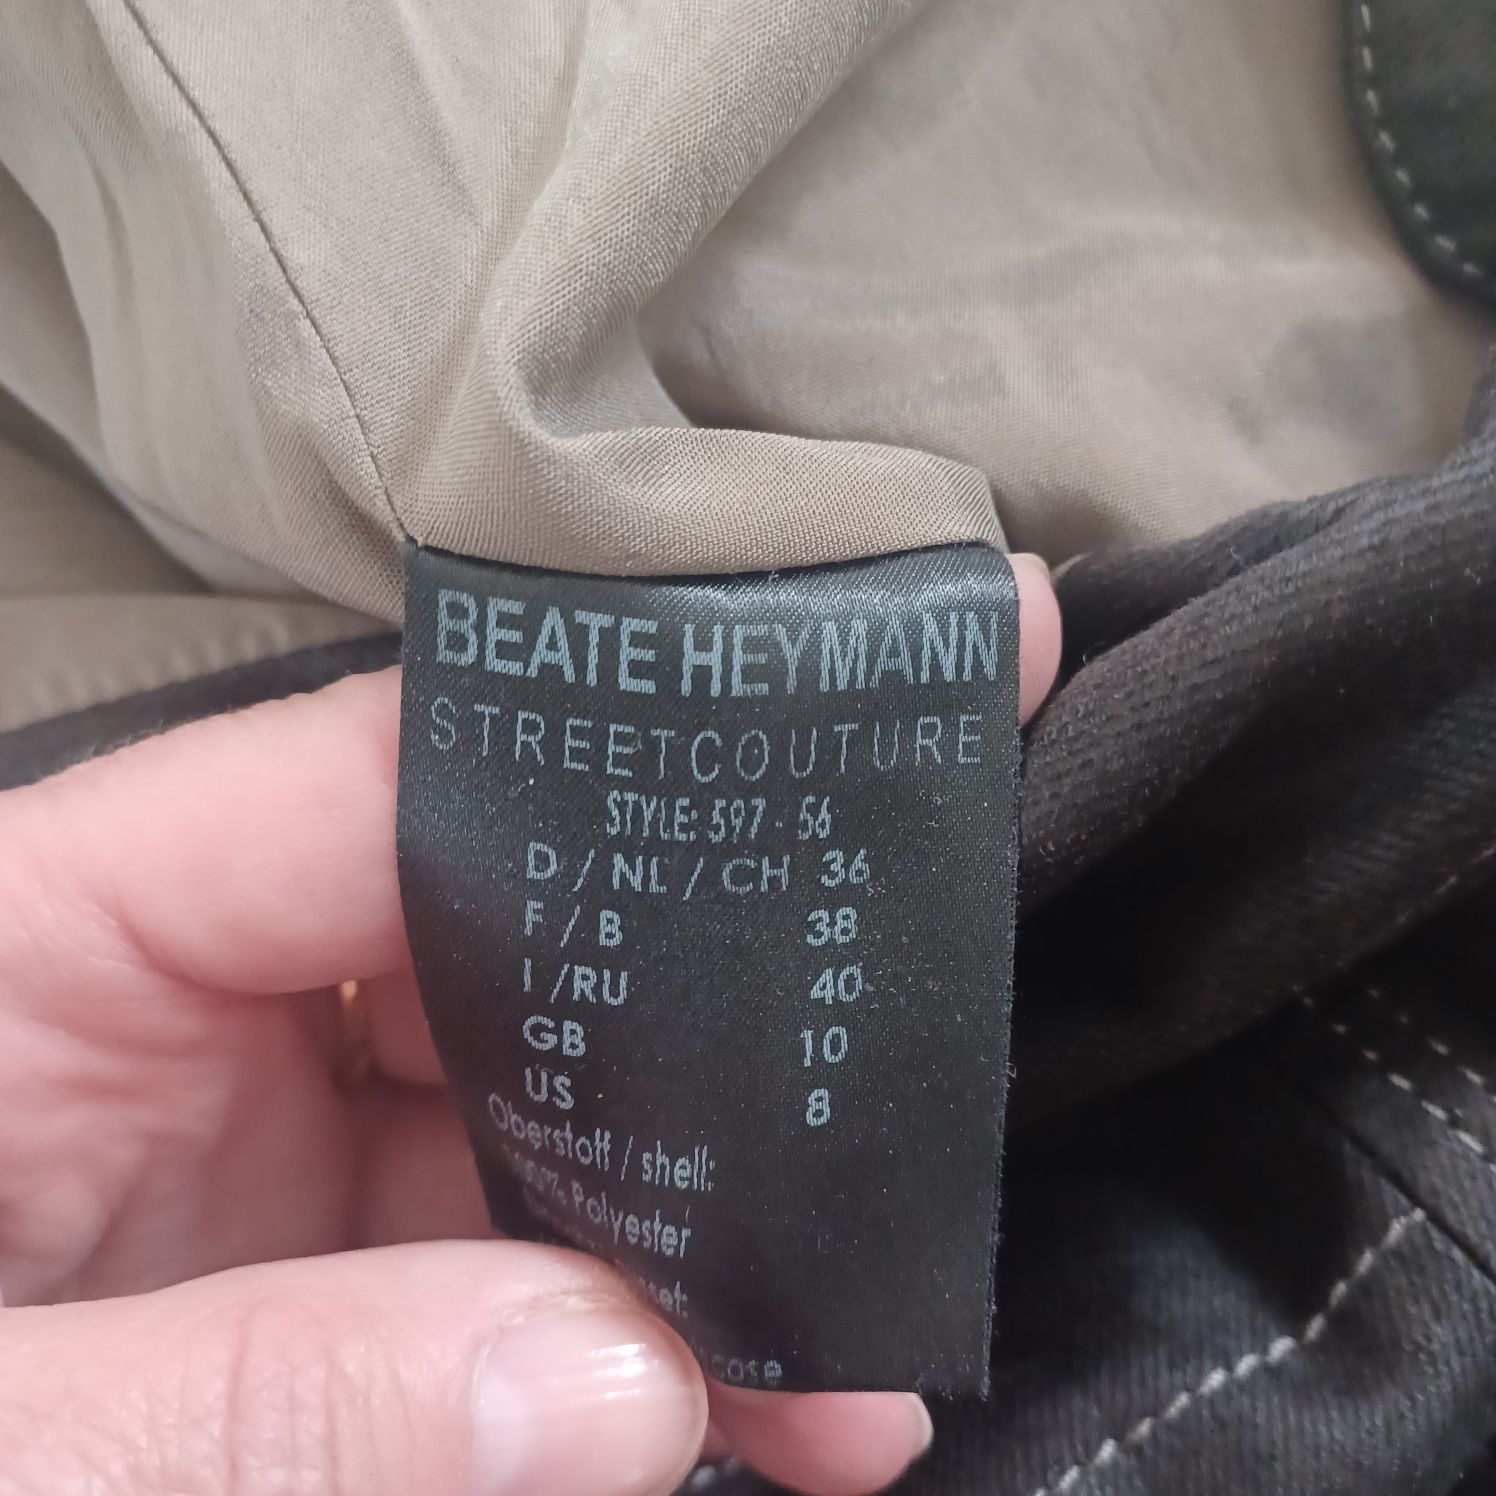 BEATE HEYMANN
STREETCOUTURE
STYLE: 597 - 56
D / NL / CH 36
F / B 38
I /RU 40
GB 10
US 8
Oberstoff / shell:
100% Polyester